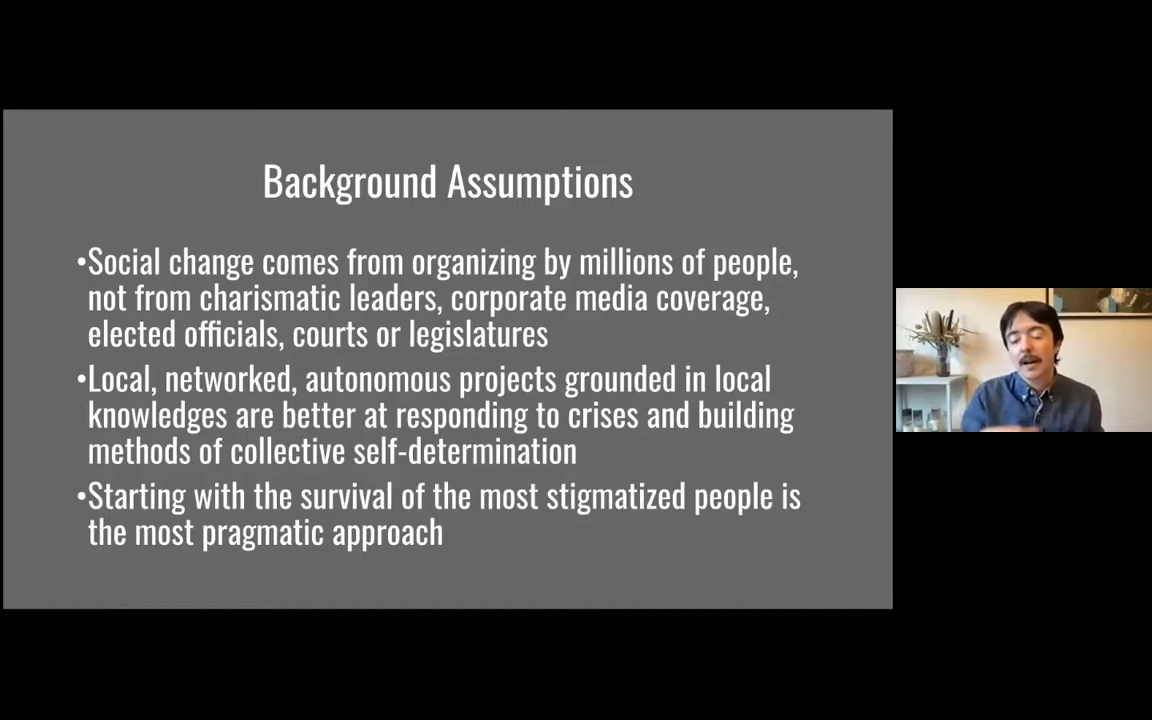 Background Assumptions
•Social change comes from organizing by millions of people,
not from charismatic leaders, corporate media coverage,
elected officials, courts or legislatures
•Local, networked, autonomous projects grounded in local
knowledges are better at responding to crises and building
methods of collective self-determination
•Starting with the survival of the most stigmatized people is
the most pragmatic approach